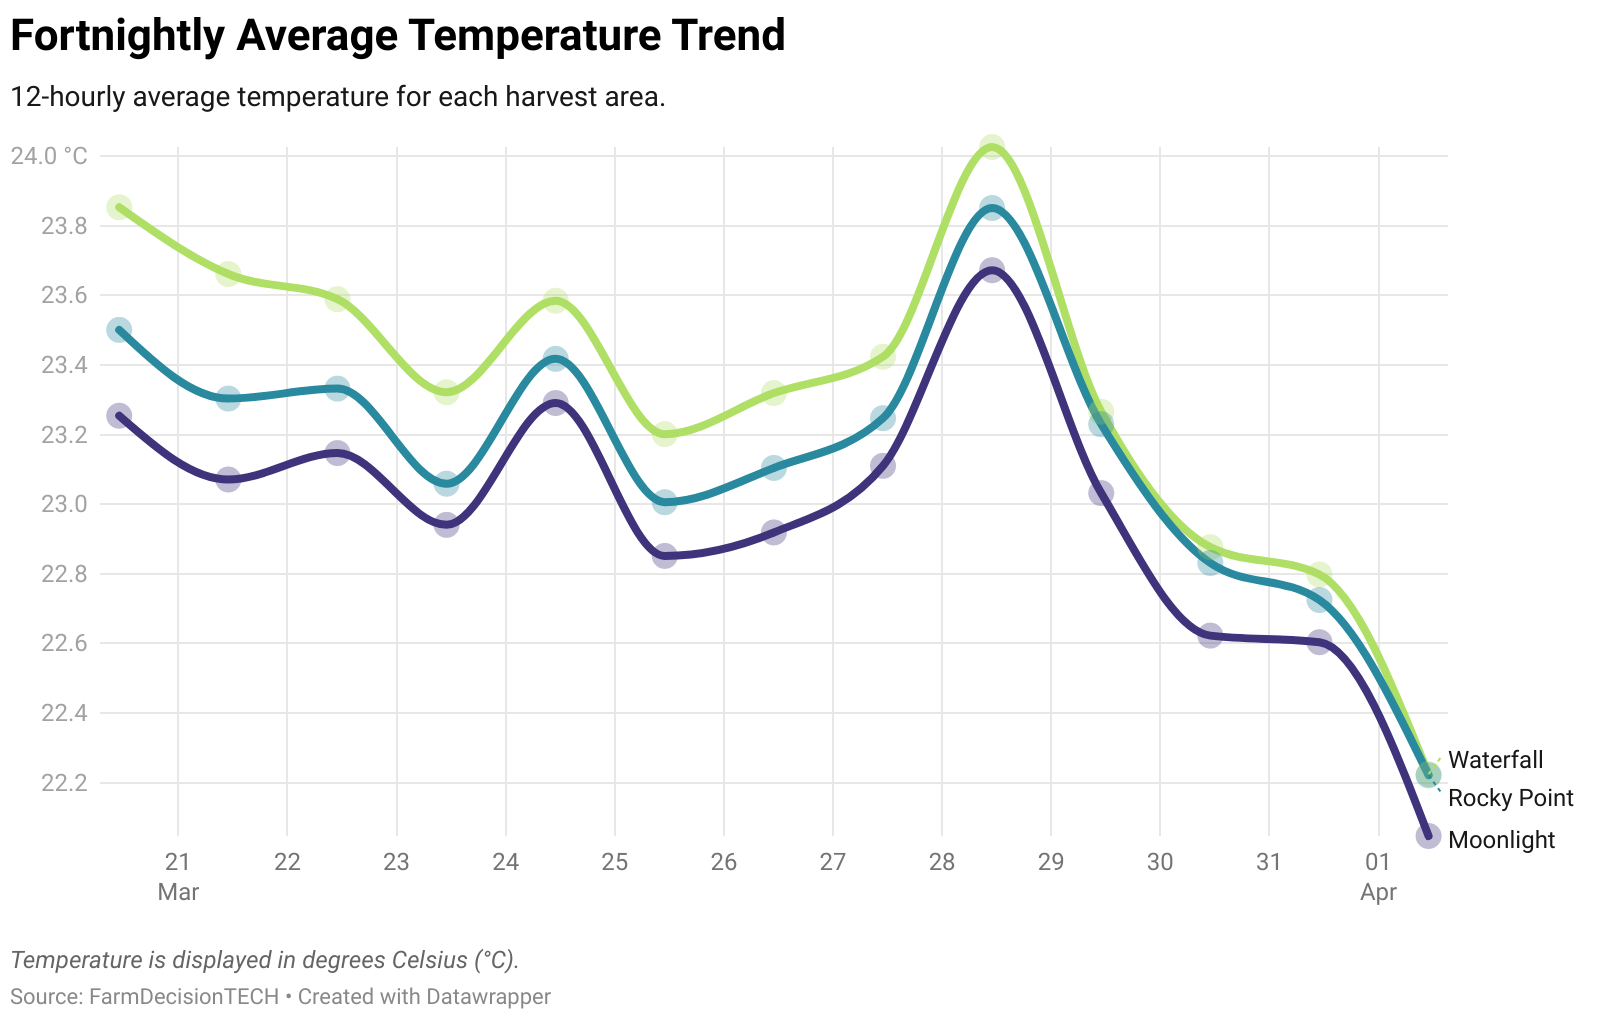 Fortnightly Average Temperature Trend
12-hourly average temperature for each harvest area.
24.0 °C
23.8
23.6
23.4
23.2
23.0
22.8
22.6
22.4
22.2
Waterfall
Rocky Point
Moonlight
21 22 23 24 25 26 27 28 29 30 31 01
Mar Apr
Temperature is displayed in degrees Celsius (°C).
Source: FarmDecisionTECH • Created with Datawrapper